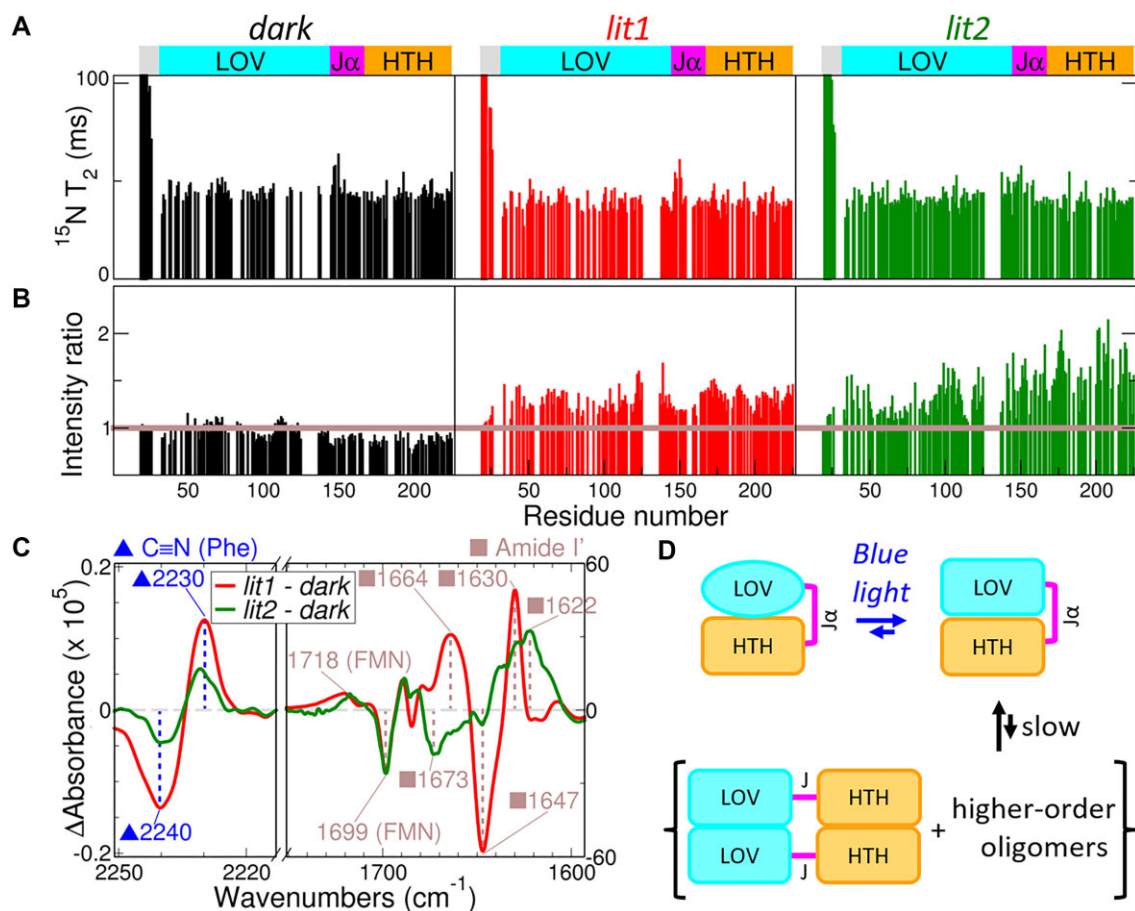 A
dark
lit1
lit2
LOV Jα HTH LOV Jα HTH LOV Jα HTH
100
15N T2 (ms)
0
B
2
1
Intensity ratio
50 100 150 200 50 100 150 200 50 100 150 200
Residue number
C
▲ C≡N (Phe)
■ Amide I'
0.2
60
▲2230
lit1 - dark
lit2 - dark
■1664
■1630
■1622
1718 (FMN)
ΔAbsorbance (x 10⁵)
0
0
■1673
▲2240
1699 (FMN)
■1647
-0.2
-60
2250 2220 1700 1600
Wavenumbers (cm⁻¹)
D
LOV
HTH
Jα
Blue
light
LOV
HTH
Jα
slow
LOV J HTH
LOV J HTH
+
higher-order
oligomers